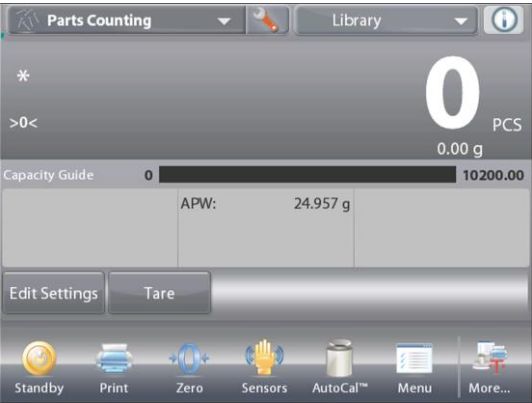 Parts Counting
Library
*
0
>0<
PCS
0.00 g
Capacity Guide 0 10200.00
APW: 24.957 g
Edit Settings Tare
Standby Print Zero Sensors AutoCal™ Menu More...